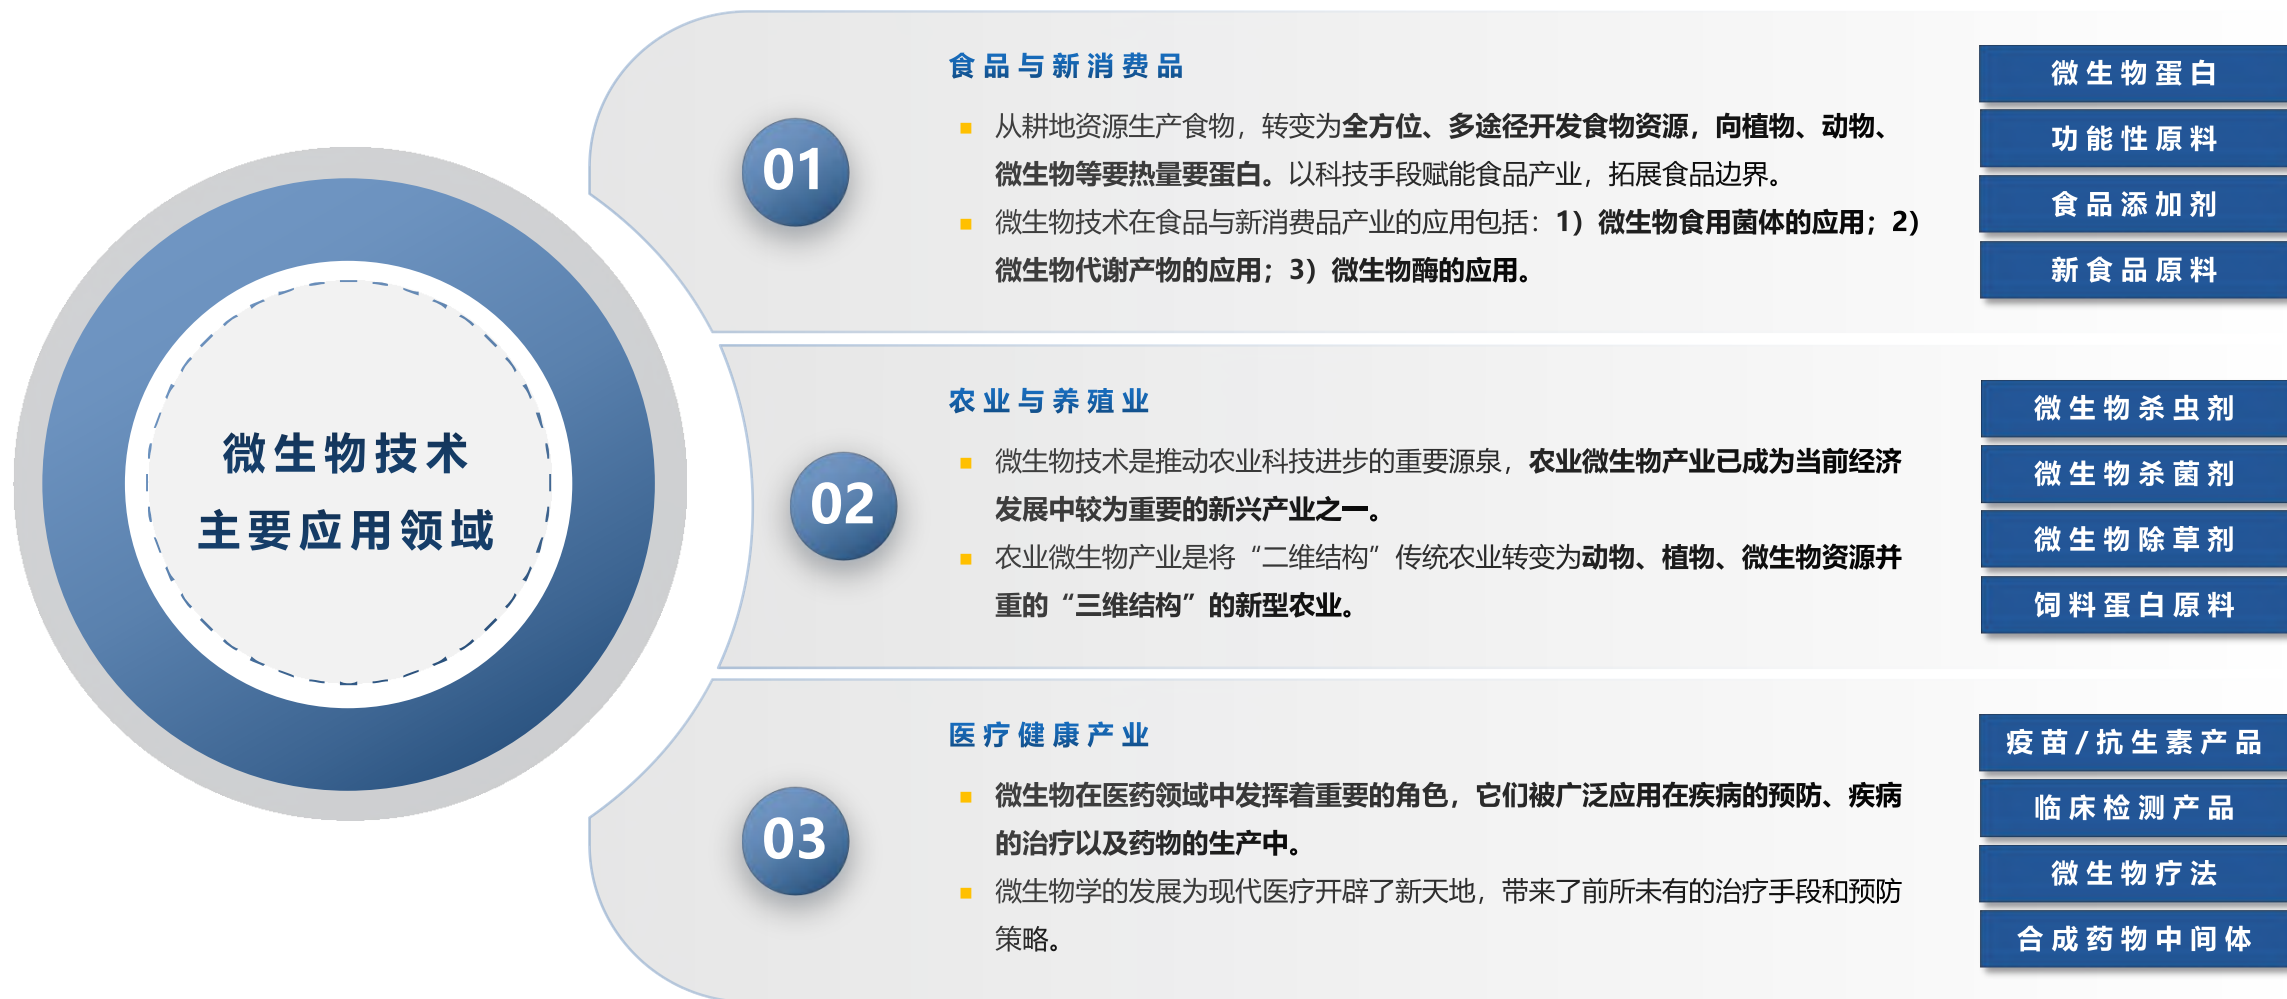 微生物技术
主要应用领域
01
食品与新消费品
从耕地资源生产食物，转变为全方位、多途径开发食物资源，向植物、动物、
微生物等要热量要蛋白。以科技手段赋能食品产业，拓展食品边界。
微生物技术在食品与新消费品产业的应用包括：1）微生物食用菌体的应用；2）
微生物代谢产物的应用；3）微生物酶的应用。
微生物蛋白
功能性原料
食品添加剂
新食品原料
02
农业与养殖业
微生物技术是推动农业科技进步的重要源泉，农业微生物产业已成为当前经济
发展中较为重要的新兴产业之一。
农业微生物产业是将“二维结构”传统农业转变为动物、植物、微生物资源并
重的“三维结构”的新型农业。
微生物杀虫剂
微生物杀菌剂
微生物除草剂
饲料蛋白原料
03
医疗健康产业
微生物在医药领域中发挥着重要的角色，它们被广泛应用在疾病的预防、疾病
的治疗以及药物的生产中。
微生物学的发展为现代医疗开辟了新天地，带来了前所未有的治疗手段和预防
策略。
疫苗/抗生素产品
临床检测产品
微生物疗法
合成药物中间体